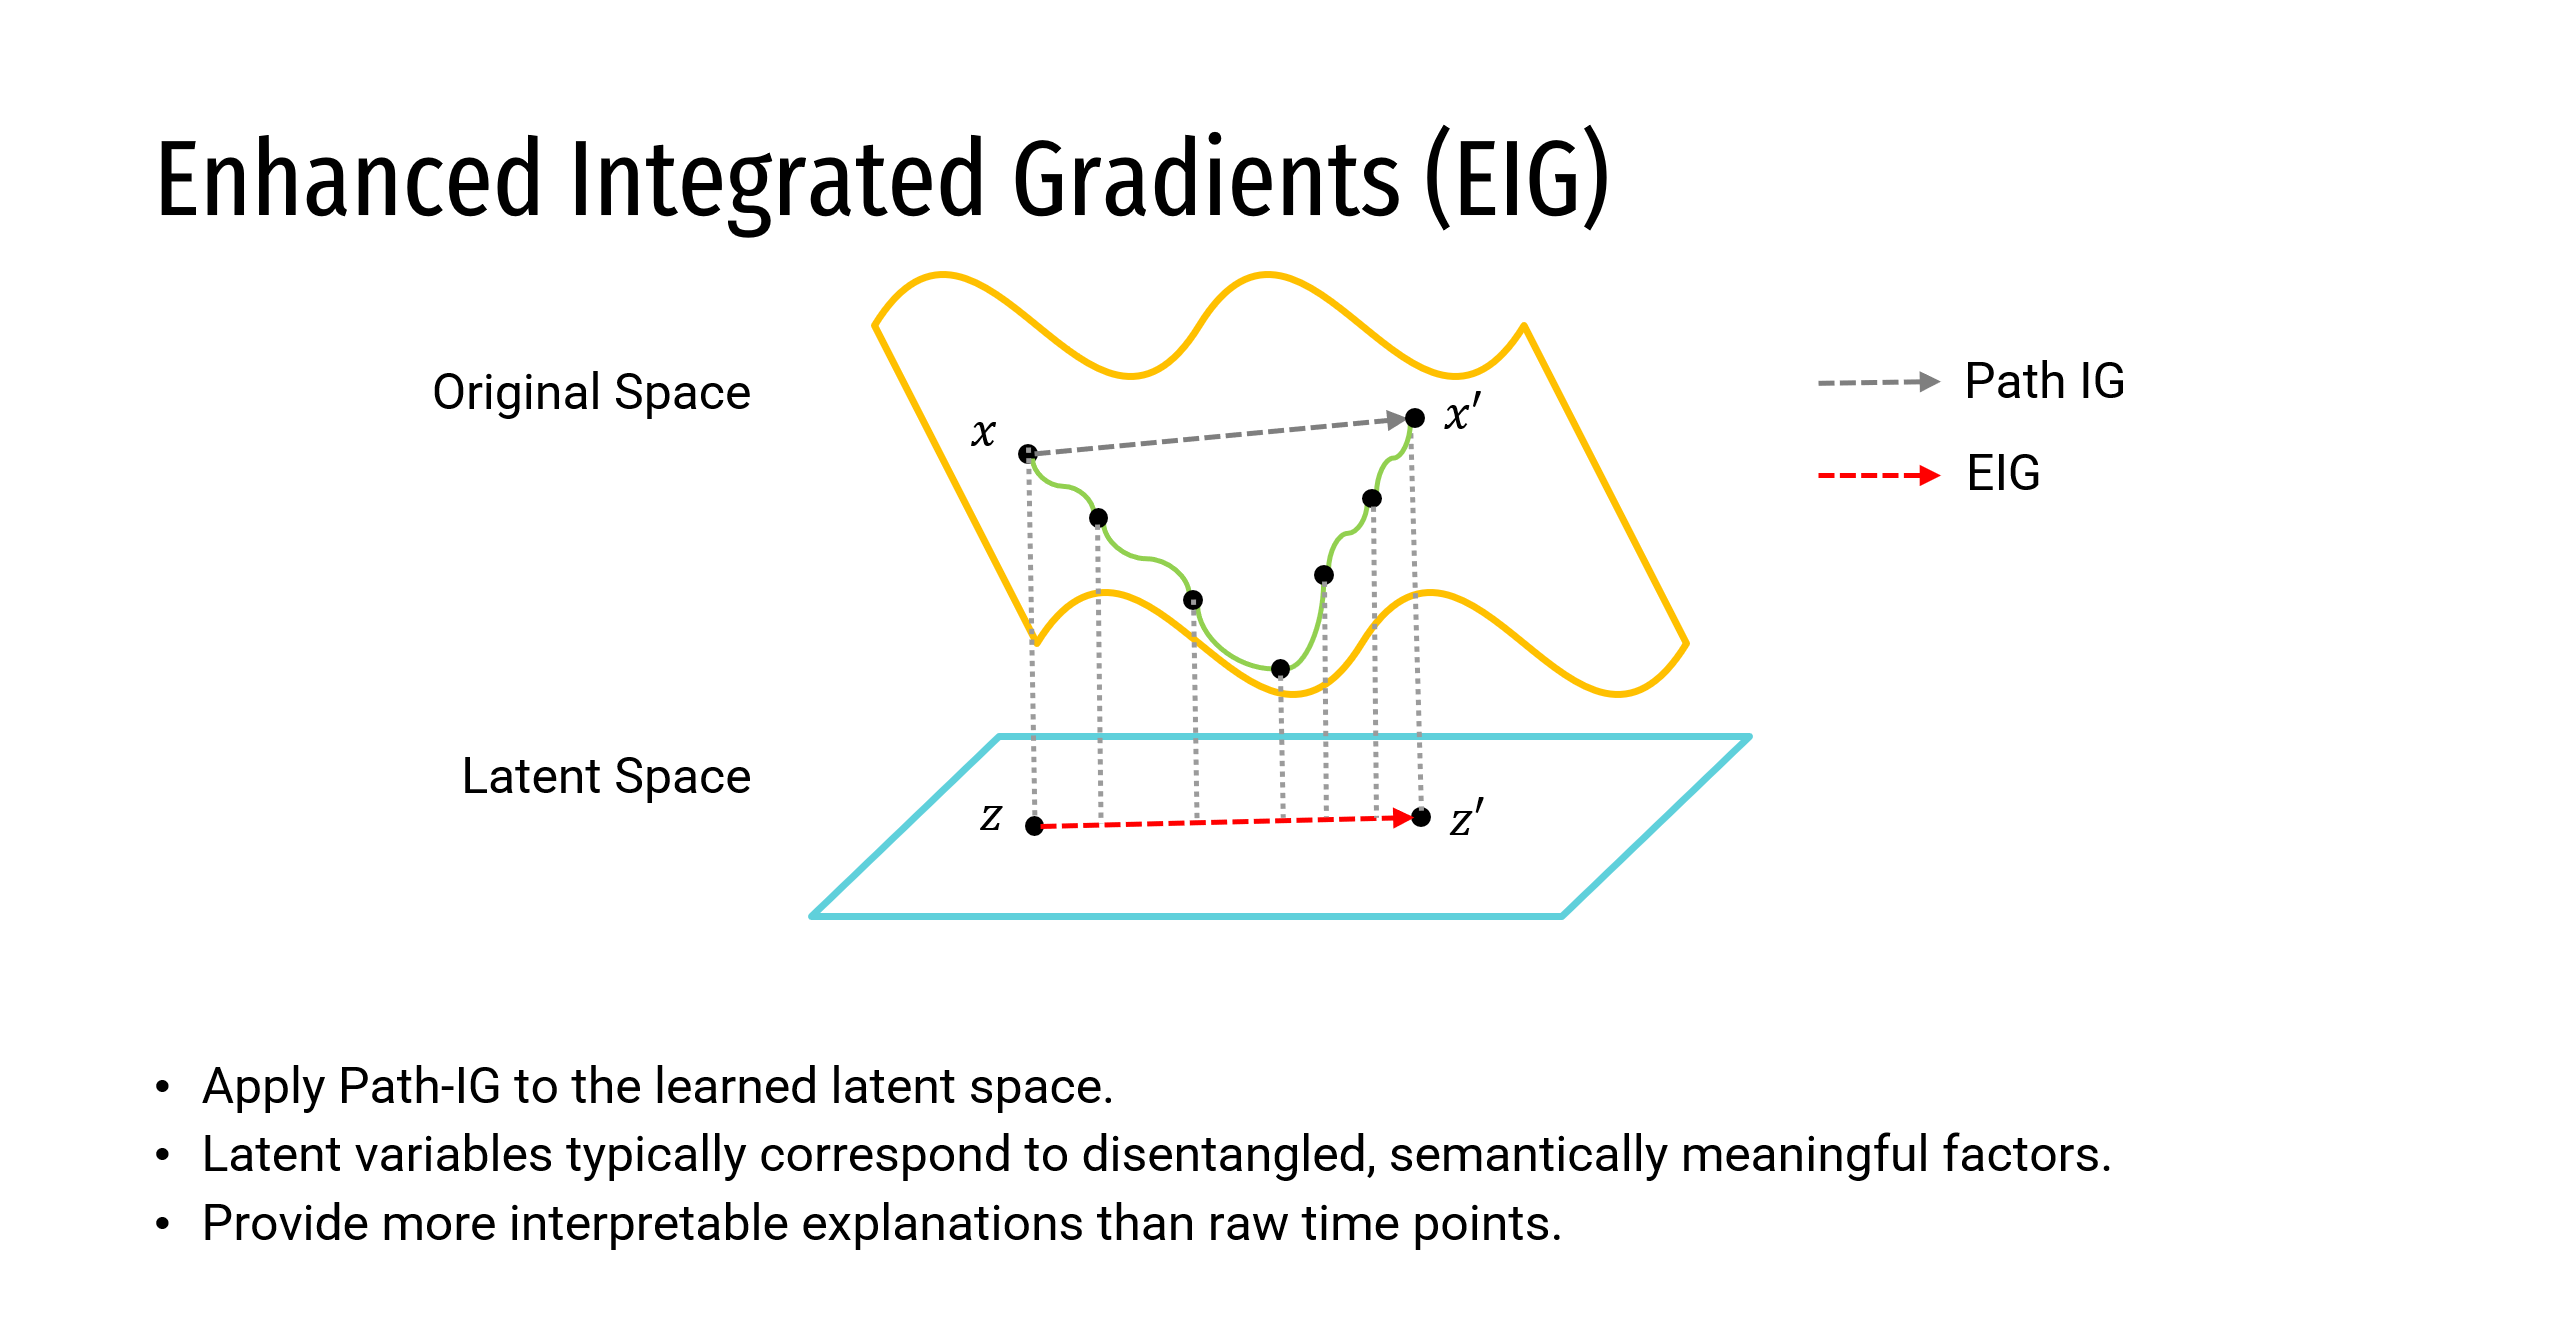 Enhanced Integrated Gradients (EIG)
Original Space
x
x′
Path IG
EIG
Latent Space
z
z′
• Apply Path-IG to the learned latent space.
• Latent variables typically correspond to disentangled, semantically meaningful factors.
• Provide more interpretable explanations than raw time points.